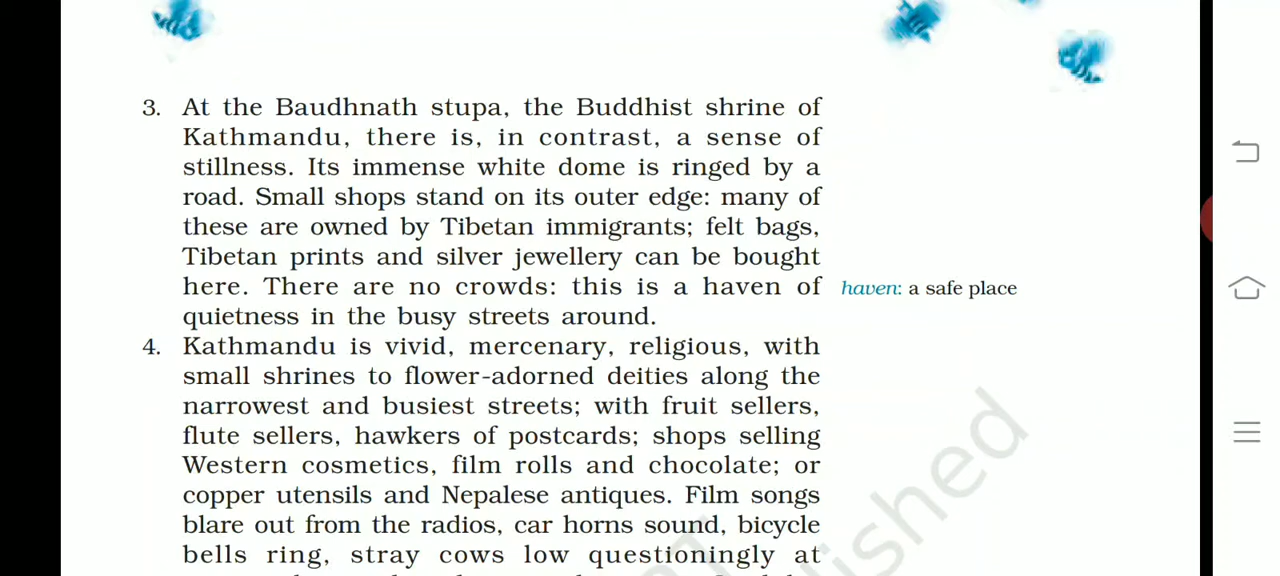 3. At the Baudhnath stupa, the Buddhist shrine of
Kathmandu, there is, in contrast, a sense of
stillness. Its immense white dome is ringed by a
road. Small shops stand on its outer edge: many of
these are owned by Tibetan immigrants; felt bags,
Tibetan prints and silver jewellery can be bought
here. There are no crowds: this is a haven of
haven: a safe place
quietness in the busy streets around.
4. Kathmandu is vivid, mercenary, religious, with
small shrines to flower-adorned deities along the
narrowest and busiest streets; with fruit sellers,
flute sellers, hawkers of postcards; shops selling
Western cosmetics, film rolls and chocolate; or
copper utensils and Nepalese antiques. Film songs
blare out from the radios, car horns sound, bicycle
bells ring, stray cows low questioningly at